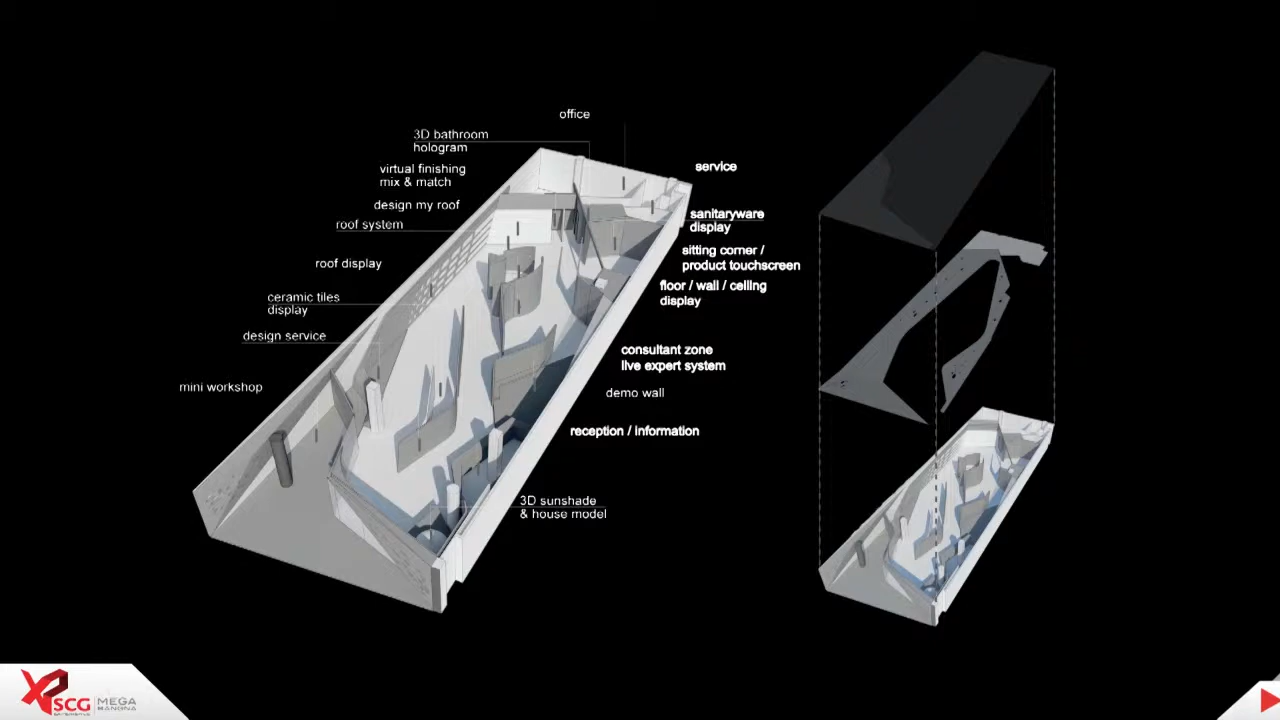 office
3D bathroom
hologram
virtual finishing
mix & match
service
design my roof
sanitaryware
display
roof system
sitting corner /
product touchscreen
roof display
floor / wall / ceiling
display
ceramic tiles
display
design service
consultant zone
live expert system
mini workshop
demo wall
reception / information
3D sunshade
& house model
SCG
MEGA
BANGNA